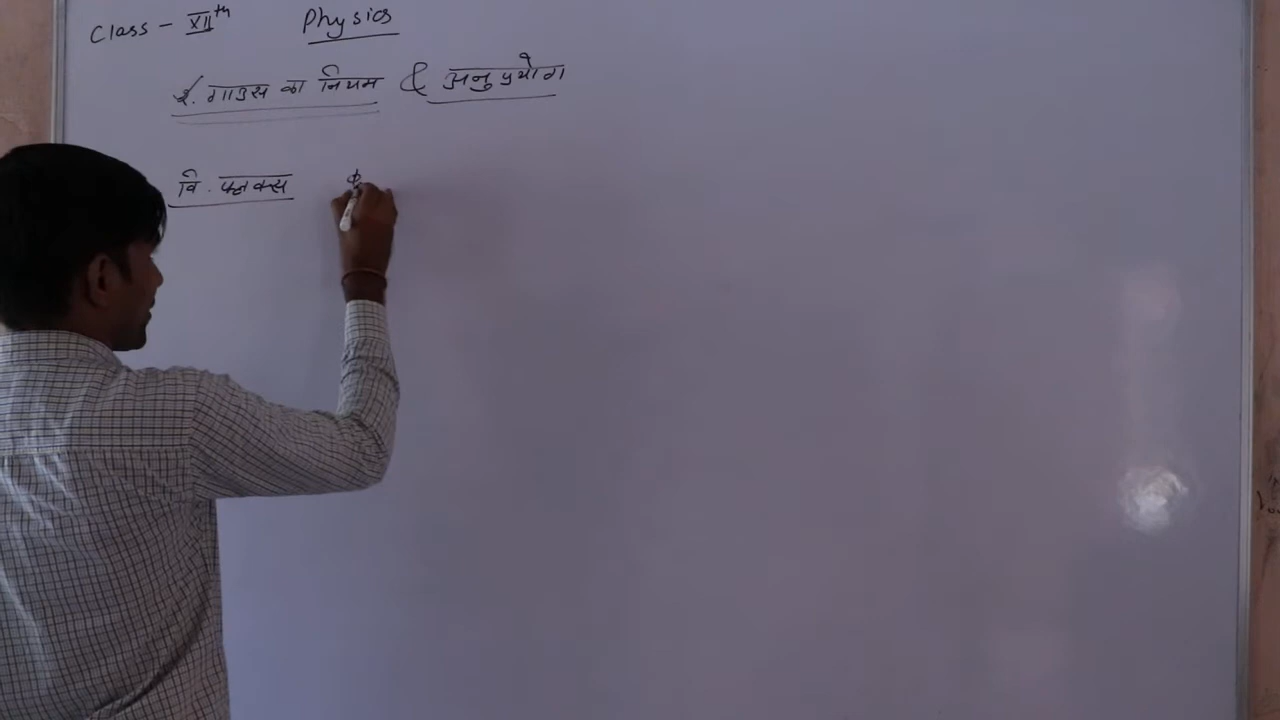 Class - XIIth Physics
2. गाउस का नियम & अनुप्रयोग
वि. फ्लक्स ϕ